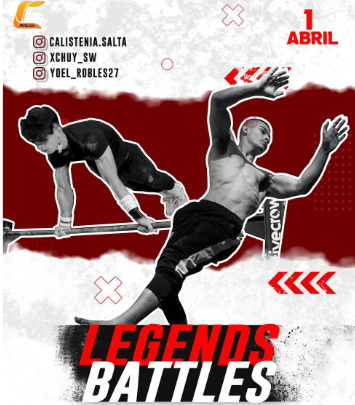 1
ABRIL
CALISTENIA.SALTA
XCHUY_SW
YOEL_ROBLES27
LEGENDS
BATTLES